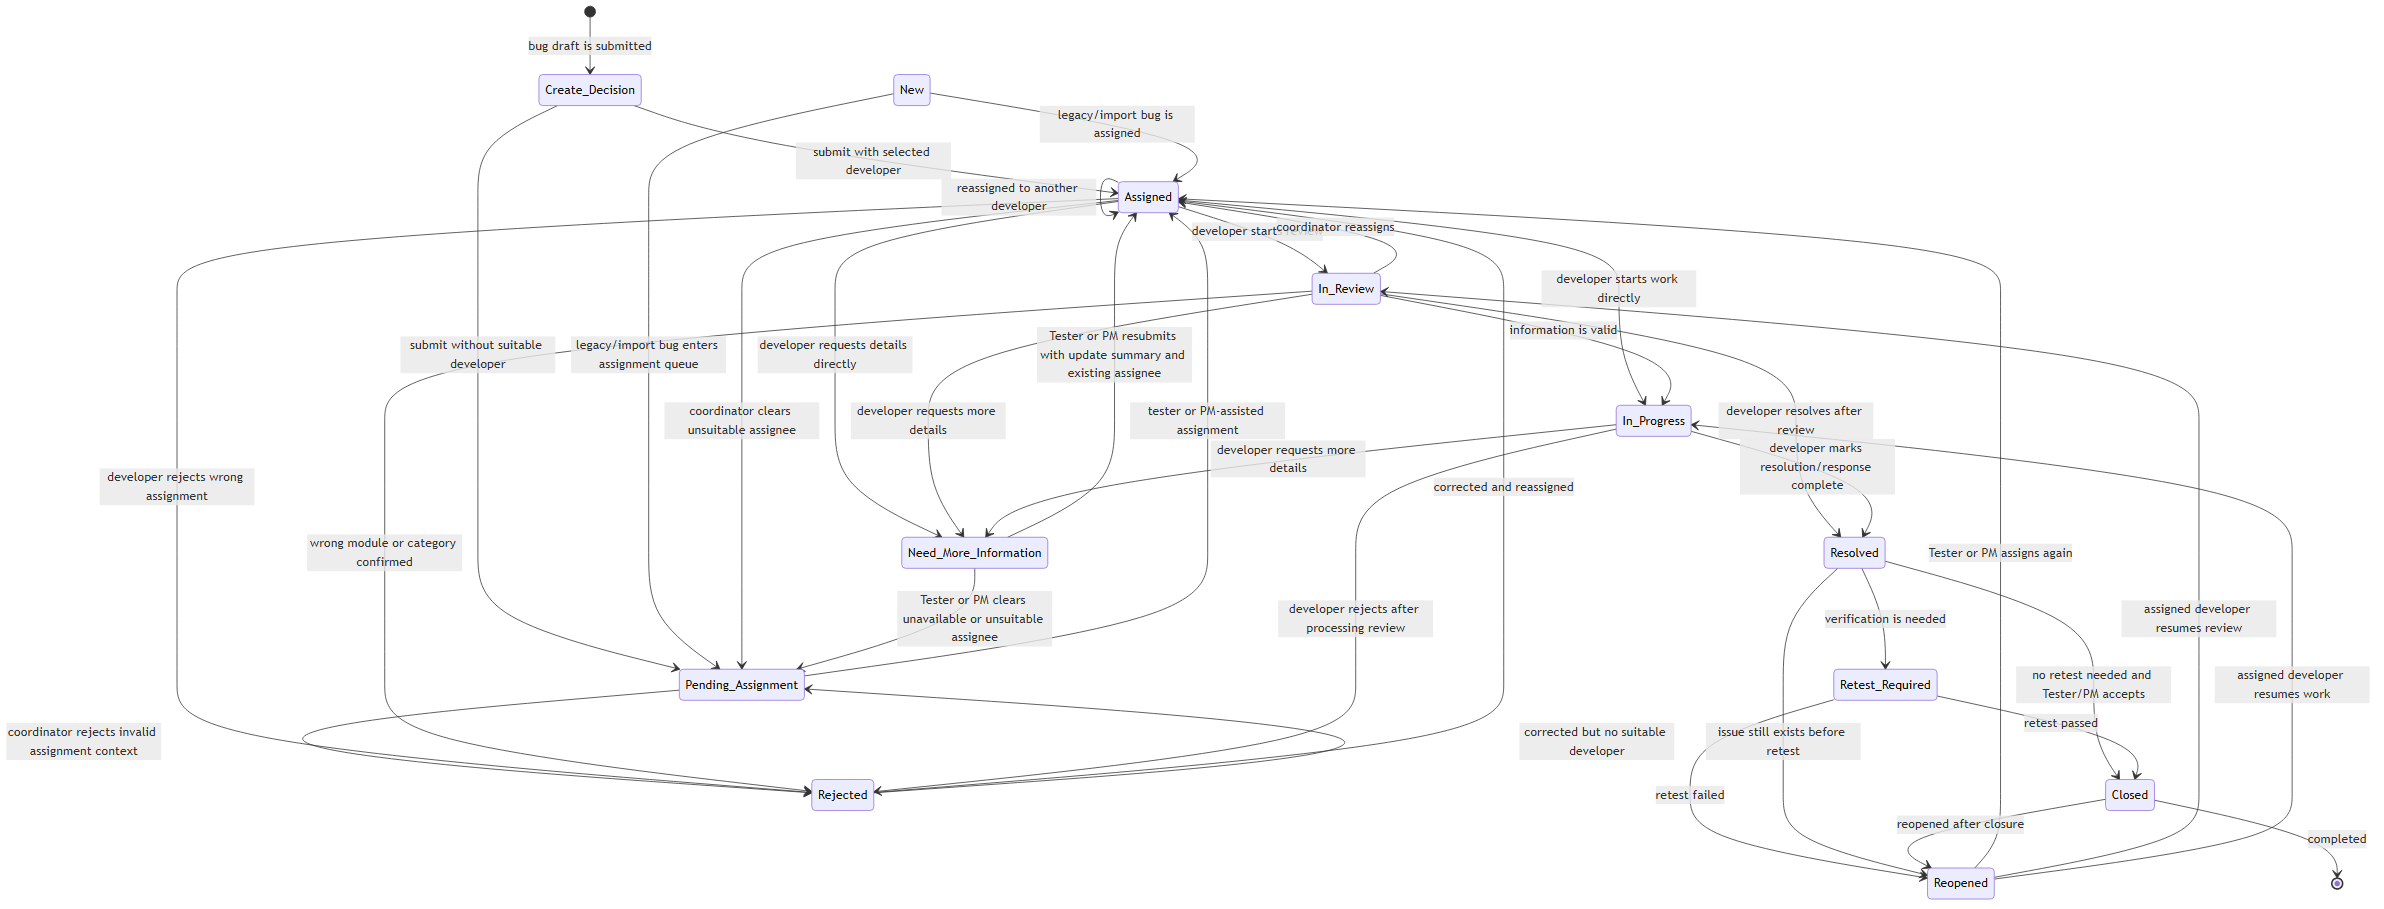 bug draft is submitted
Create_Decision
New
legacy/import bug is
assigned
submit with selected
developer
reassigned to another
developer
Assigned
developer starts review
coordinator reassigns
In_Review
developer starts work
directly
information is valid
submit without suitable
developer
legacy/import bug enters
assignment queue
developer requests details
directly
Tester or PM resubmits
with update summary and
existing assignee
coordinator clears
unsuitable assignee
developer requests more
details
tester or PM-assisted
assignment
In_Progress
developer resolves after
review
developer requests more
details
developer marks
resolution/response
complete
developer rejects wrong
assignment
corrected and reassigned
wrong module or category
confirmed
Need_More_Information
Resolved
Tester or PM assigns again
Tester or PM clears
unavailable or unsuitable
assignee
developer rejects after
processing review
verification is needed
assigned developer
resumes review
Pending_Assignment
Retest_Required
no retest needed and
Tester/PM accepts
assigned developer
resumes work
coordinator rejects invalid
assignment context
corrected but no suitable
developer
issue still exists before
retest
retest passed
Rejected
retest failed
Closed
reopened after closure
completed
Reopened